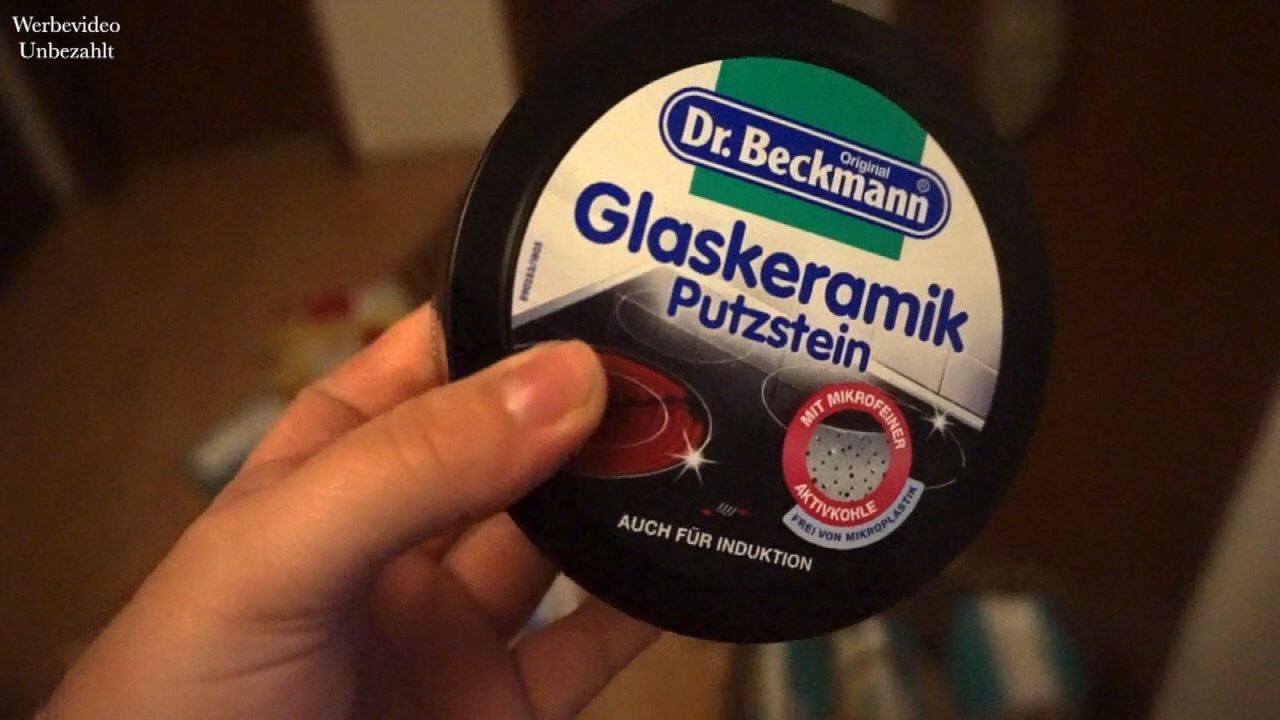 Werbevideo
Unbezahlt
Dr. Beckmann®
Original
Glaskeramik
Putzstein
MIT MIKROFEINER
AKTIVKOHLE
FREI VON MIKROPLASTIK
AUCH FÜR INDUKTION